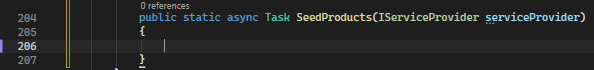 0 references
204 public static async Task SeedProducts(IServiceProvider serviceProvider)
205 {
206
207 }